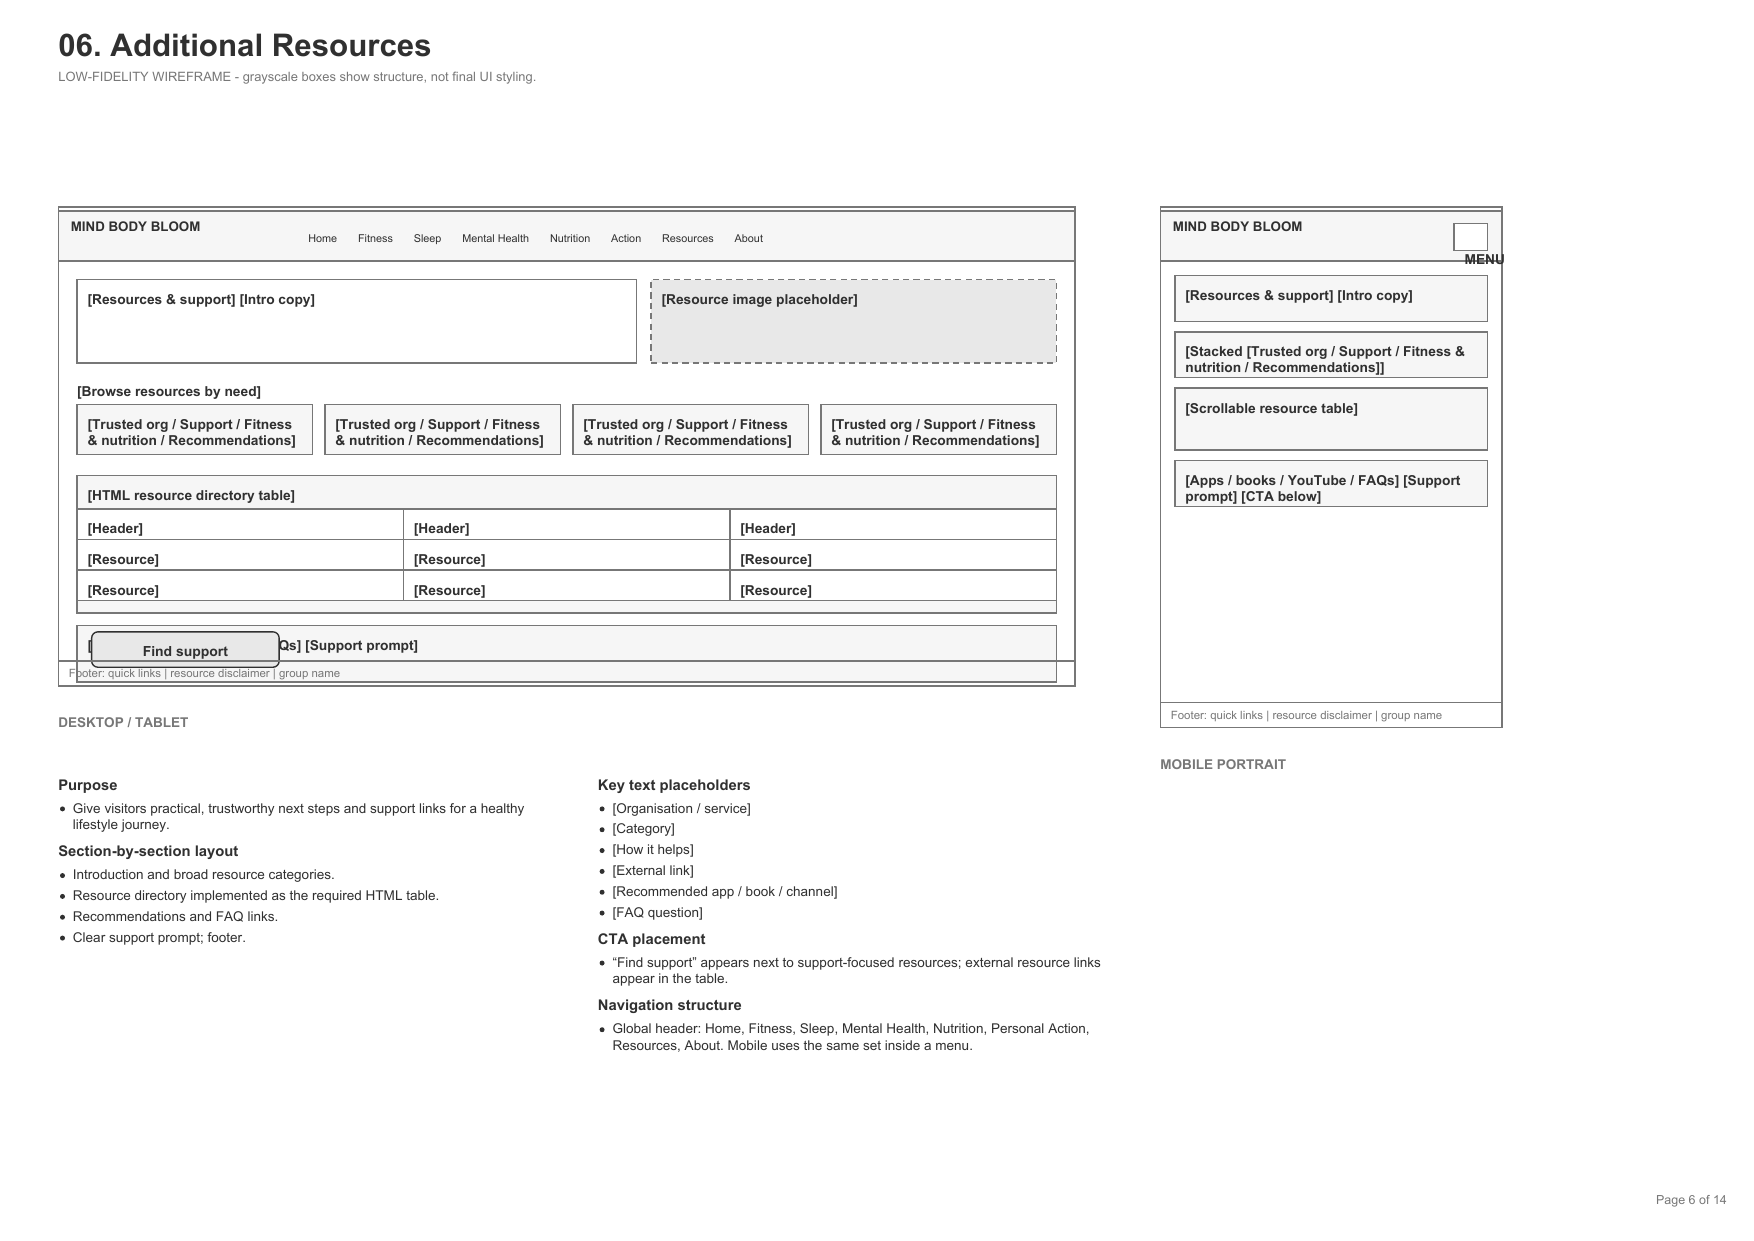 06. Additional Resources
LOW-FIDELITY WIREFRAME - grayscale boxes show structure, not final UI styling.
MIND BODY BLOOM
Home Fitness Sleep Mental Health Nutrition Action Resources About
[Resources & support] [Intro copy]
[Resource image placeholder]
[Browse resources by need]
[Trusted org / Support / Fitness
& nutrition / Recommendations]
[Trusted org / Support / Fitness
& nutrition / Recommendations]
[Trusted org / Support / Fitness
& nutrition / Recommendations]
[Trusted org / Support / Fitness
& nutrition / Recommendations]
[HTML resource directory table]
[Header] [Header] [Header]
[Resource] [Resource] [Resource]
[Resource] [Resource] [Resource]
Qs] [Support prompt]
Find support
Footer: quick links | resource disclaimer | group name
DESKTOP / TABLET
MIND BODY BLOOM
MENU
[Resources & support] [Intro copy]
[Stacked [Trusted org / Support / Fitness &
nutrition / Recommendations]]
[Scrollable resource table]
[Apps / books / YouTube / FAQs] [Support
prompt] [CTA below]
Footer: quick links | resource disclaimer | group name
MOBILE PORTRAIT
Purpose
• Give visitors practical, trustworthy next steps and support links for a healthy
lifestyle journey.
Section-by-section layout
• Introduction and broad resource categories.
• Resource directory implemented as the required HTML table.
• Recommendations and FAQ links.
• Clear support prompt; footer.
Key text placeholders
• [Organisation / service]
• [Category]
• [How it helps]
• [External link]
• [Recommended app / book / channel]
• [FAQ question]
CTA placement
• “Find support” appears next to support-focused resources; external resource links
appear in the table.
Navigation structure
• Global header: Home, Fitness, Sleep, Mental Health, Nutrition, Personal Action,
Resources, About. Mobile uses the same set inside a menu.
Page 6 of 14